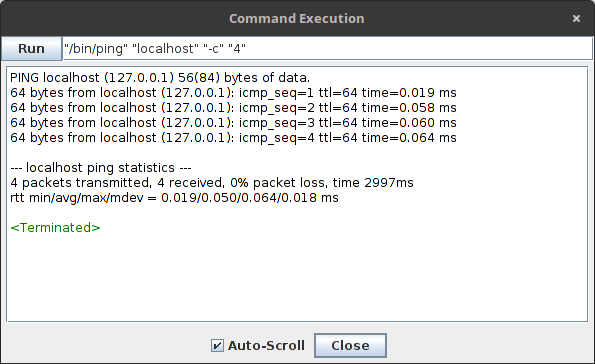 Command Execution
Run "/bin/ping" "localhost" "-c" "4"
PING localhost (127.0.0.1) 56(84) bytes of data.
64 bytes from localhost (127.0.0.1): icmp_seq=1 ttl=64 time=0.019 ms
64 bytes from localhost (127.0.0.1): icmp_seq=2 ttl=64 time=0.058 ms
64 bytes from localhost (127.0.0.1): icmp_seq=3 ttl=64 time=0.060 ms
64 bytes from localhost (127.0.0.1): icmp_seq=4 ttl=64 time=0.064 ms
--- localhost ping statistics ---
4 packets transmitted, 4 received, 0% packet loss, time 2997ms
rtt min/avg/max/mdev = 0.019/0.050/0.064/0.018 ms
<Terminated>
Auto-Scroll Close